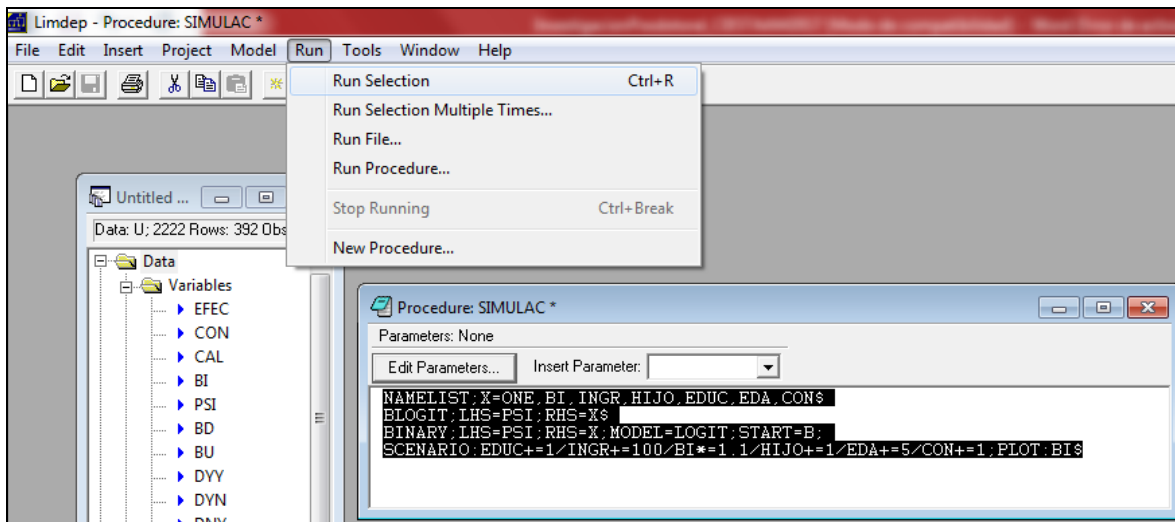 Limdep - Procedure: SIMULAC *
File Edit Insert Project Model Run Tools Window Help
Run Selection Ctrl+R
Run Selection Multiple Times...
Run File...
Run Procedure...
Stop Running Ctrl+Break
New Procedure...
Untitled ...
Data: U; 2222 Rows: 392 Obs
Data
Variables
EFEC
CON
CAL
BI
PSI
BD
BU
DYY
DYN
Procedure: SIMULAC *
Parameters: None
Edit Parameters... Insert Parameter:
NAMELIST;X=ONE,BI,INGR,HIJO,EDUC,EDA,CON$
BLOGIT;LHS=PSI;RHS=X$
BINARY;LHS=PSI;RHS=X;MODEL=LOGIT;START=B;
SCENARIO:EDUC+=1/INGR+=100/BI*=1.1/HIJO+=1/EDA+=5/CON+=1;PLOT:BI$